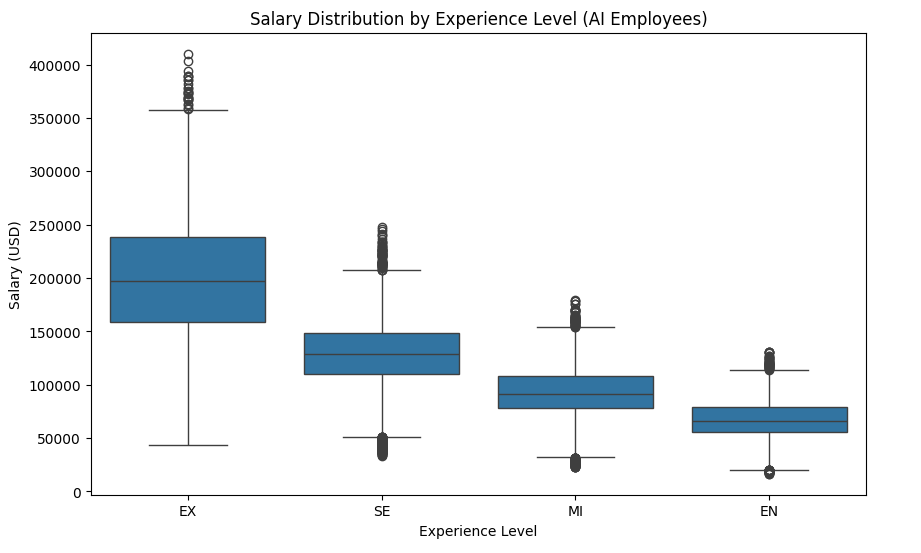 Salary Distribution by Experience Level (AI Employees)
400000
350000
300000
250000
200000
150000
100000
50000
0
Salary (USD)
EX SE MI EN
Experience Level